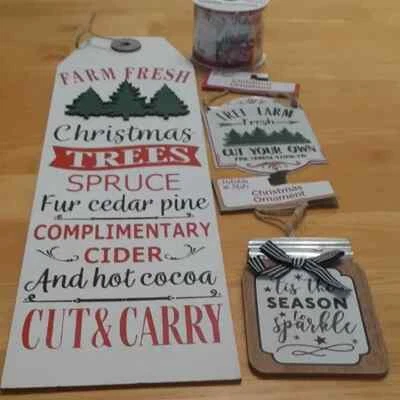 FARM FRESH
Christmas
TREES
SPRUCE
Fur cedar pine
COMPLIMENTARY
CIDER
And hot cocoa
CUT & CARRY
TREE FARM
Fresh
CUT YOUR OWN
Christmas
Ornament
'tis the
SEASON
to
sparkle